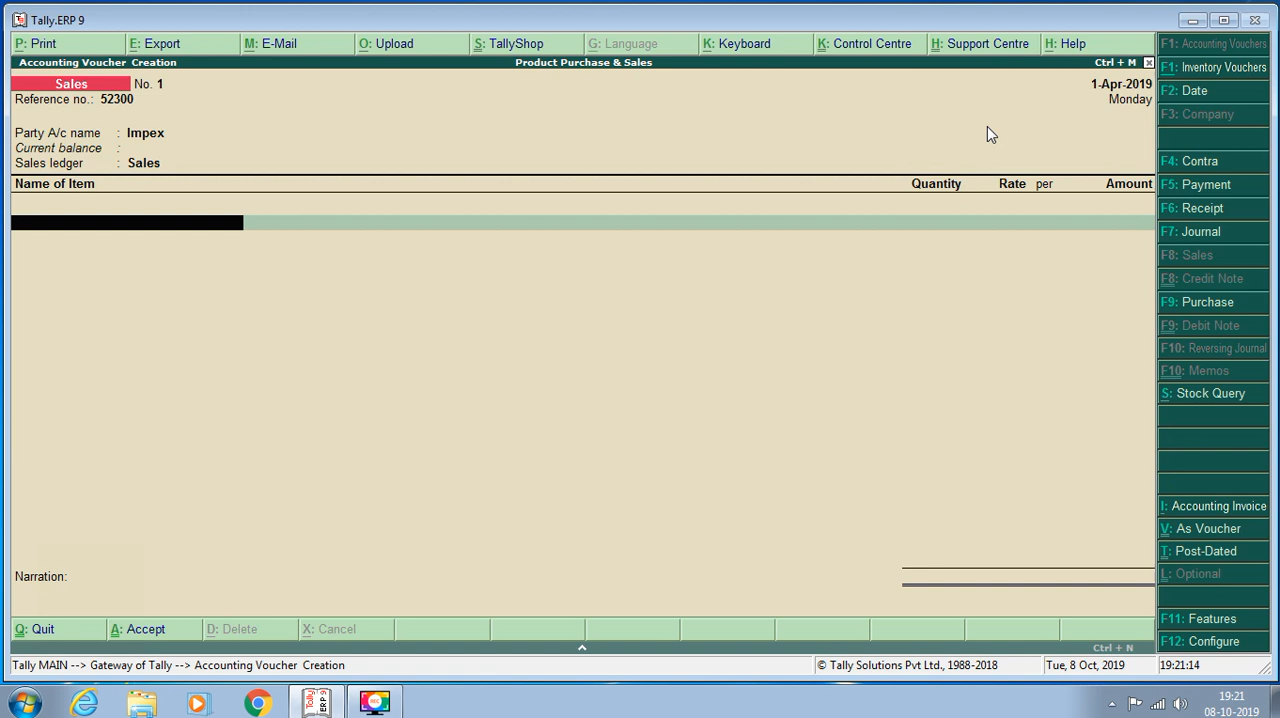 Tally.ERP 9
P: Print E: Export M: E-Mail O: Upload S: TallyShop G: Language K: Keyboard K: Control Centre H: Support Centre H: Help
Accounting Voucher Creation Product Purchase & Sales Ctrl + M
Sales No. 1 1-Apr-2019
Reference no.: 52300 Monday
Party A/c name : Impex
Current balance :
Sales ledger : Sales
Name of Item Quantity Rate per Amount
Narration:
Q: Quit A: Accept D: Delete X: Cancel
Ctrl + N
F1: Accounting Vouchers
F1: Inventory Vouchers
F2: Date
F3: Company
F4: Contra
F5: Payment
F6: Receipt
F7: Journal
F8: Sales
F8: Credit Note
F9: Purchase
F9: Debit Note
F10: Reversing Journal
F10: Memos
S: Stock Query
I: Accounting Invoice
V: As Voucher
T: Post-Dated
L: Optional
F11: Features
F12: Configure
Tally MAIN --> Gateway of Tally --> Accounting Voucher Creation © Tally Solutions Pvt Ltd., 1988-2018 Tue, 8 Oct, 2019 19:21:14
Tally ERP 9
REC
19:21
08-10-2019